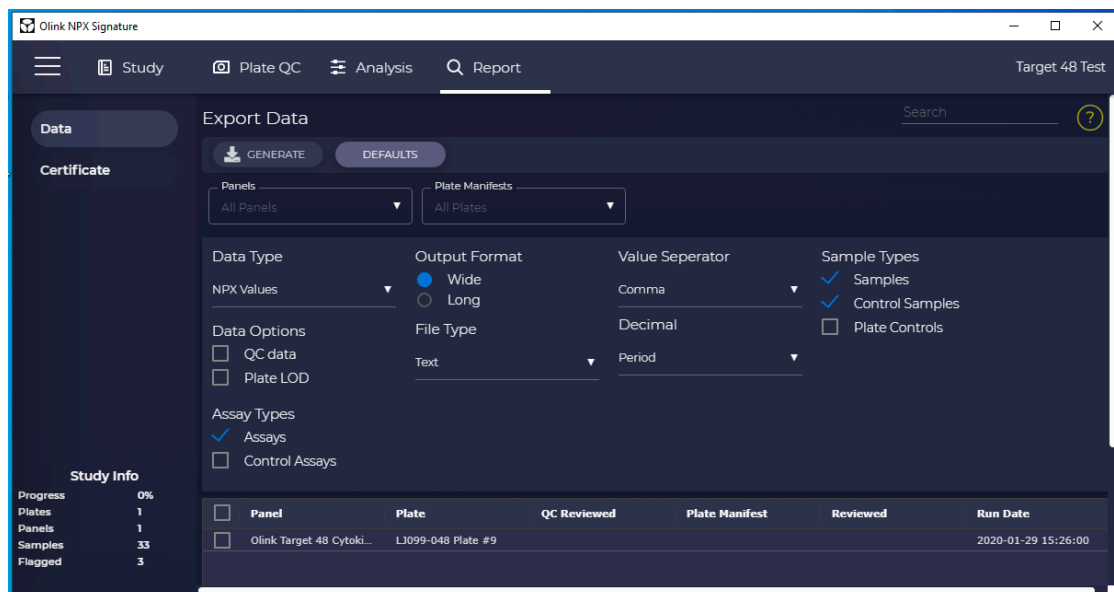 Olink NPX Signature
Study Plate QC Analysis Report Target 48 Test
Data
Certificate
Export Data Search ?
GENERATE DEFAULTS
Panels Plate Manifests
All Panels All Plates
Data Type Output Format Value Seperator Sample Types
NPX Values Wide Comma Samples
Long Control Samples
Data Options File Type Decimal Plate Controls
QC data Text Period
Plate LOD
Assay Types
Assays
Control Assays
Study Info
Progress 0%
Plates 1
Panels 1
Samples 33
Flagged 3
Panel Plate QC Reviewed Plate Manifest Reviewed Run Date
Olink Target 48 Cytoki... LJ099-048 Plate #9 2020-01-29 15:26:00